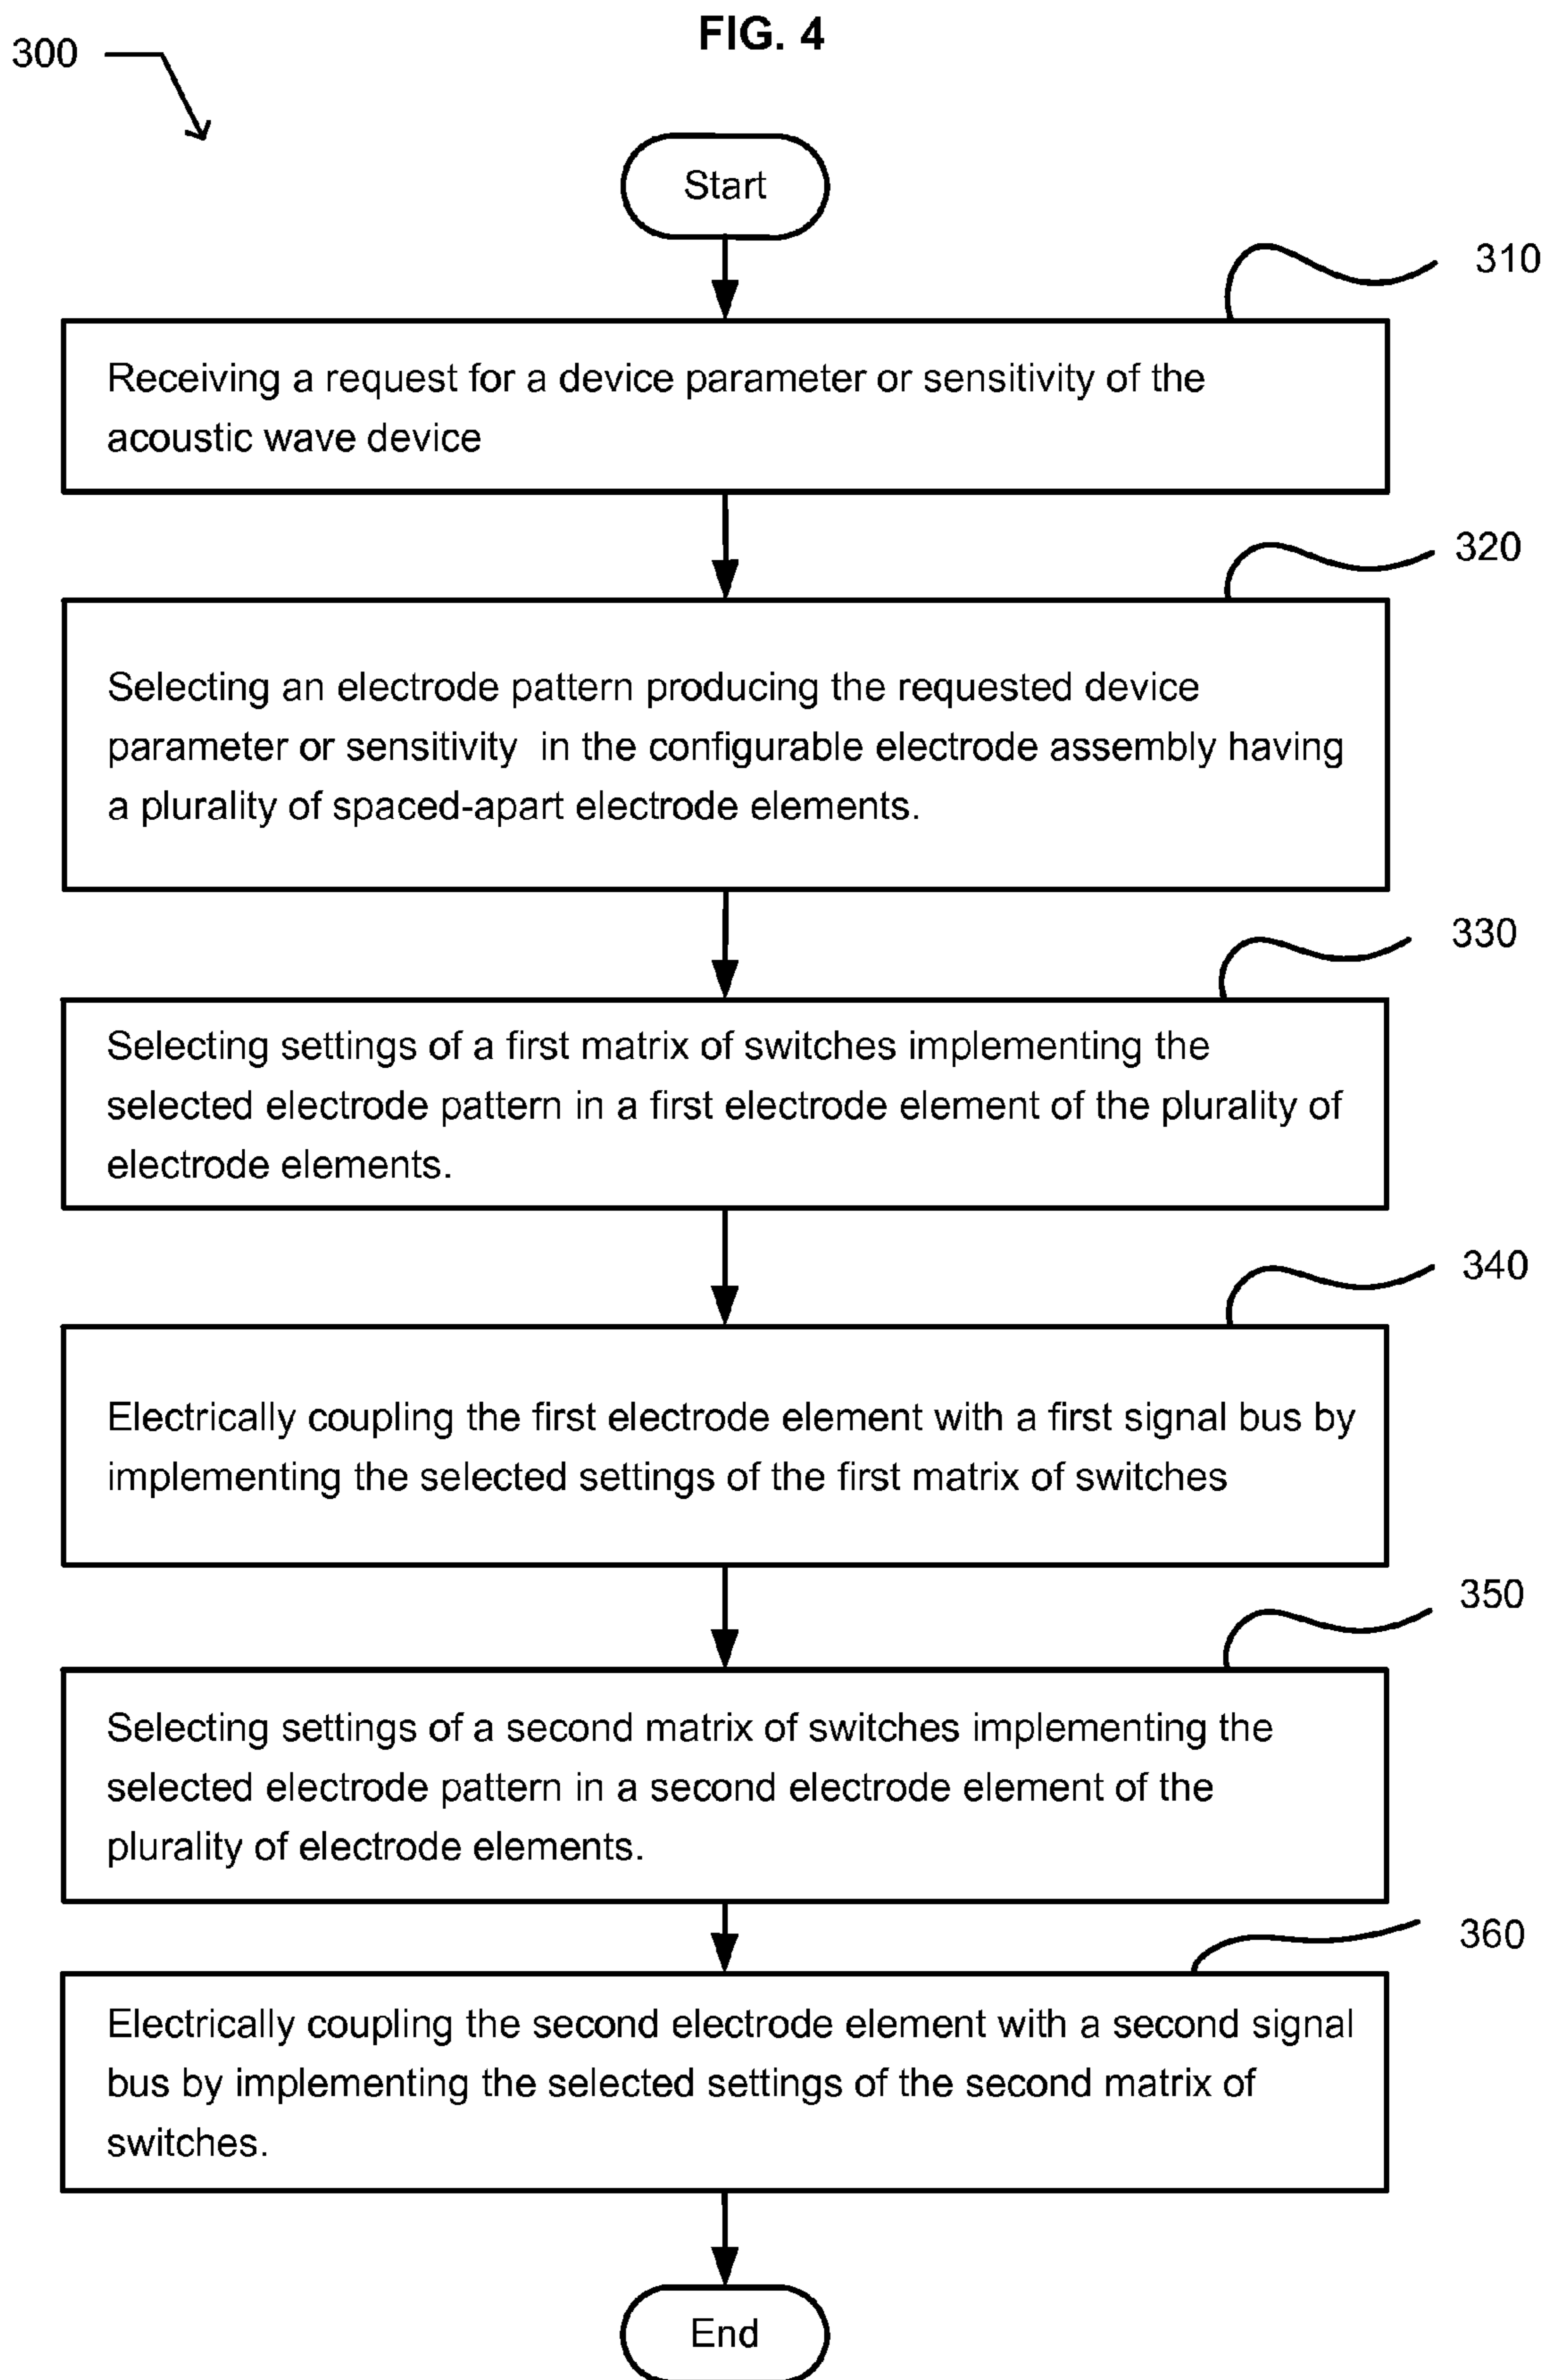 FIG. 4
300
Start
310
Receiving a request for a device parameter or sensitivity of the
acoustic wave device
320
Selecting an electrode pattern producing the requested device
parameter or sensitivity in the configurable electrode assembly having
a plurality of spaced-apart electrode elements.
330
Selecting settings of a first matrix of switches implementing the
selected electrode pattern in a first electrode element of the plurality of
electrode elements.
340
Electrically coupling the first electrode element with a first signal bus by
implementing the selected settings of the first matrix of switches
350
Selecting settings of a second matrix of switches implementing the
selected electrode pattern in a second electrode element of the
plurality of electrode elements.
360
Electrically coupling the second electrode element with a second signal
bus by implementing the selected settings of the second matrix of
switches.
End